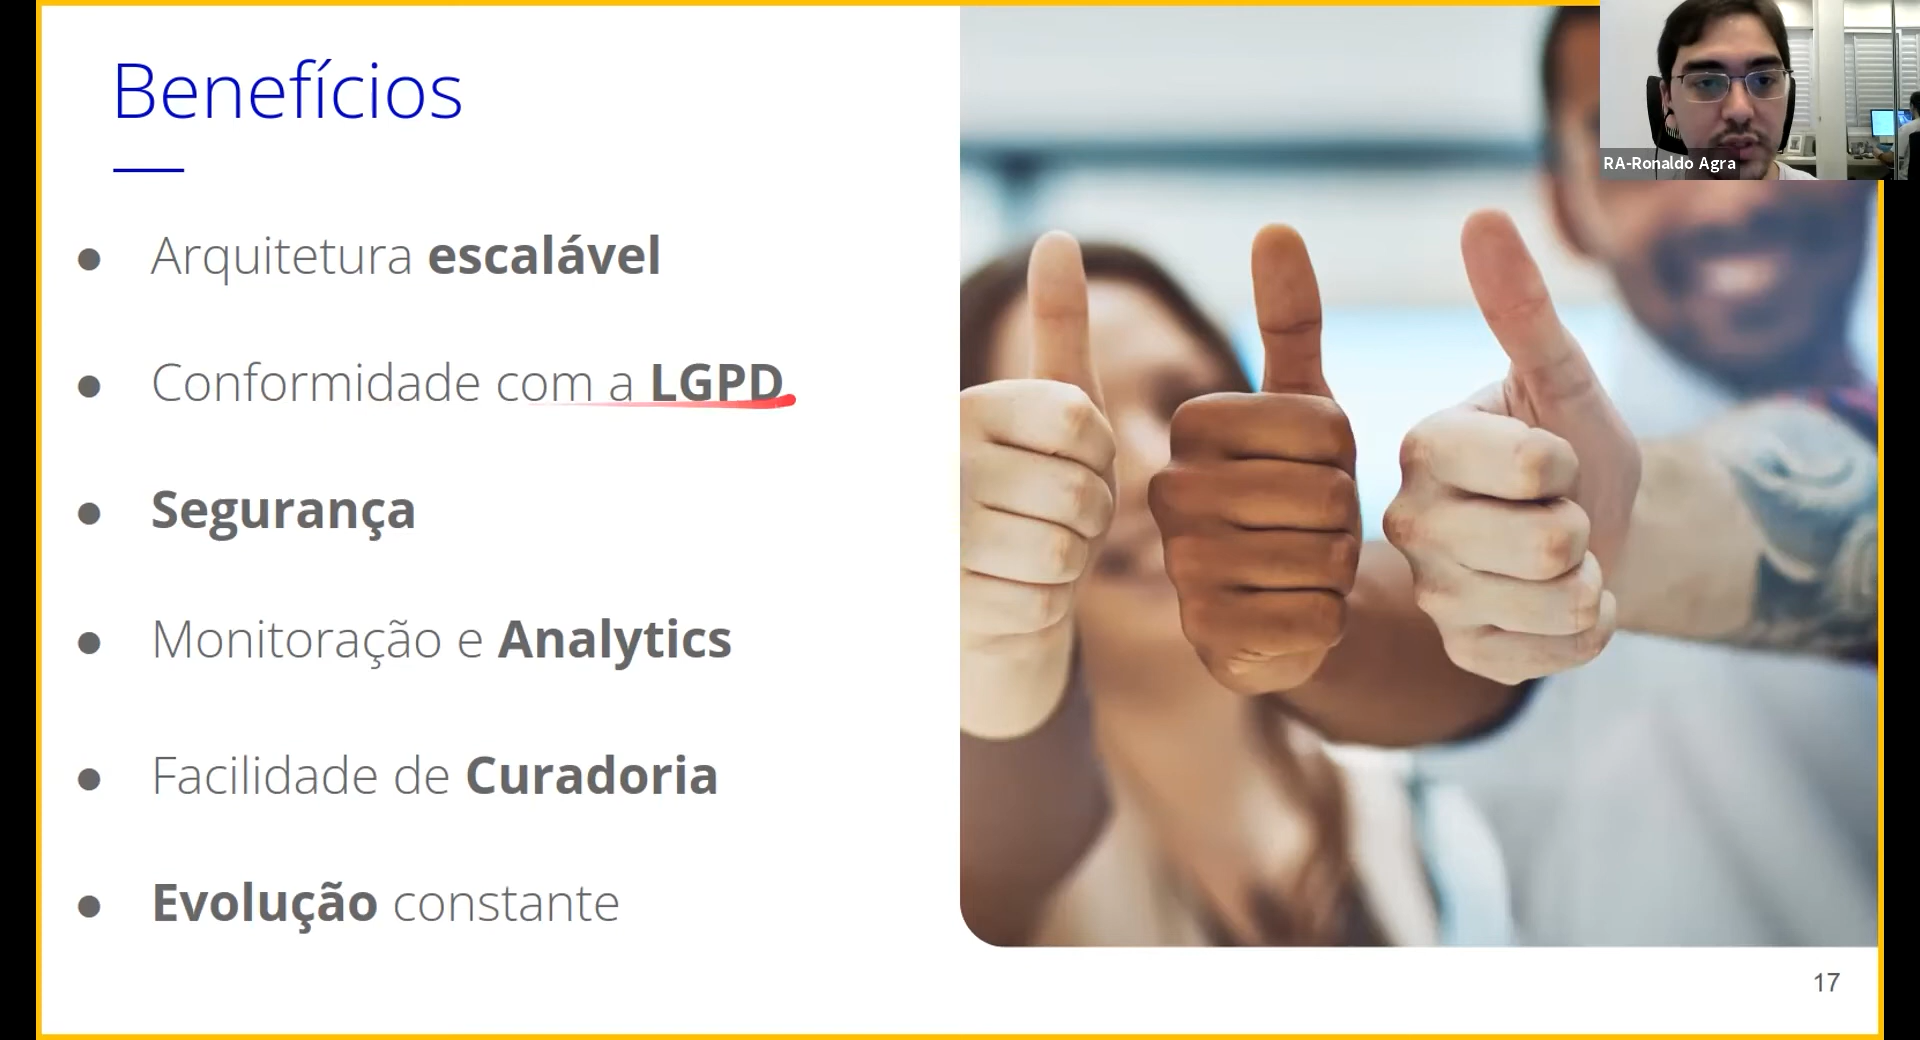 Benefícios
Arquitetura escalável
Conformidade com a LGPD
Segurança
Monitoração e Analytics
Facilidade de Curadoria
Evolução constante
RA-Ronaldo Agra
17